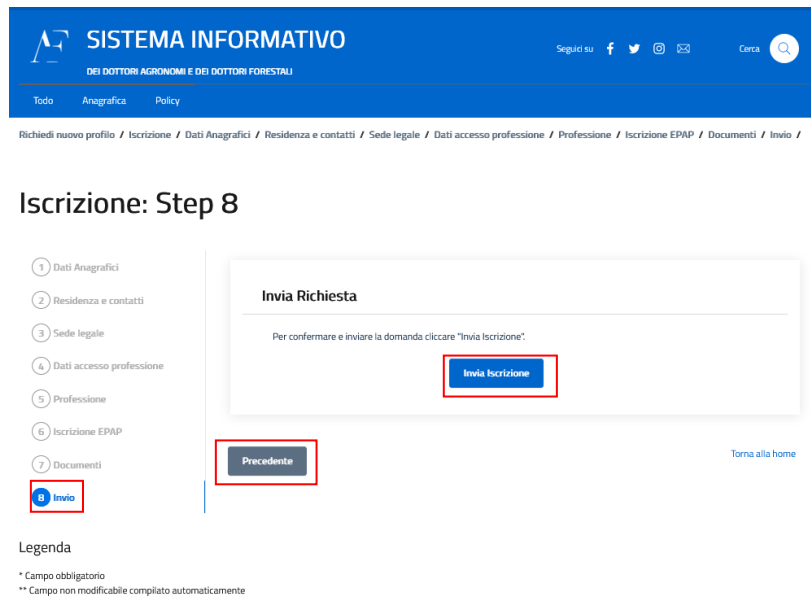 AF SISTEMA INFORMATIVO
DEI DOTTORI AGRONOMI E DEI DOTTORI FORESTALI
Seguici su
Cerca
Todo Anagrafica Policy
Richiedi nuovo profilo / Iscrizione / Dati Anagrafici / Residenza e contatti / Sede legale / Dati accesso professione / Professione / Iscrizione EPAP / Documenti / Invio /
Iscrizione: Step 8
1 Dati Anagrafici
2 Residenza e contatti
3 Sede legale
4 Dati accesso professione
5 Professione
6 Iscrizione EPAP
7 Documenti
8 Invio
Invia Richiesta
Per confermare e inviare la domanda cliccare "Invia Iscrizione".
Invia Iscrizione
Precedente
Torna alla home
Legenda
* Campo obbligatorio
** Campo non modificabile compilato automaticamente